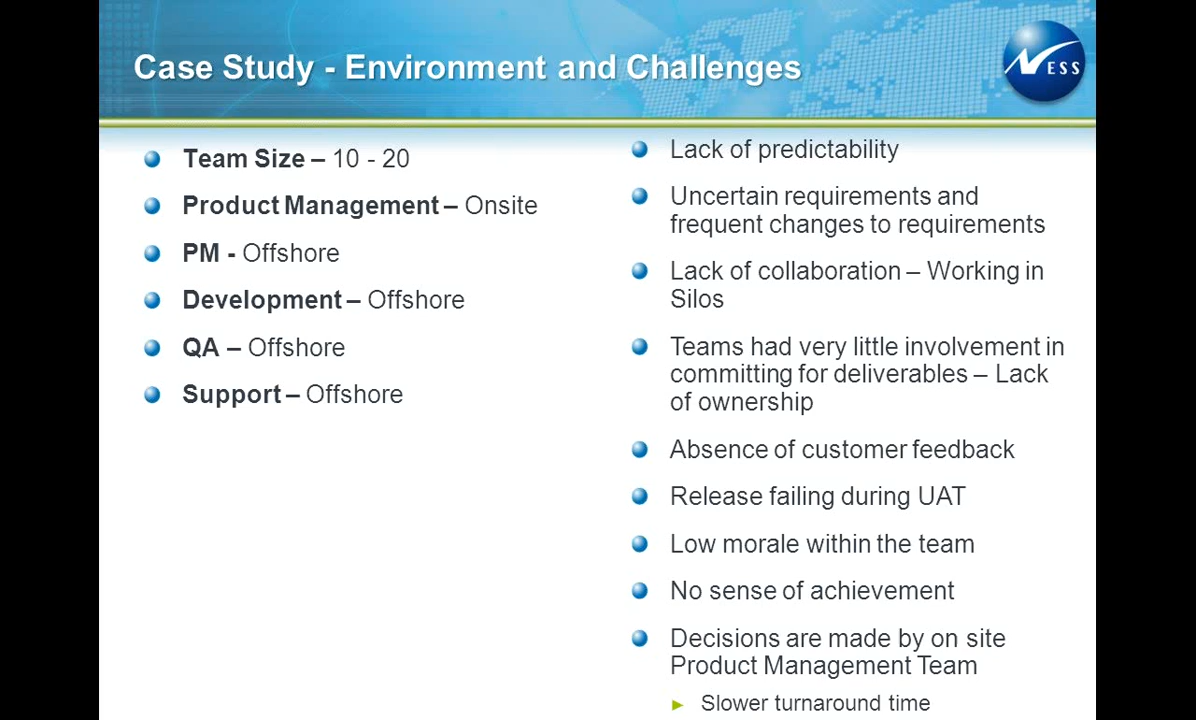 Case Study - Environment and Challenges
NESS
Team Size – 10 - 20
Product Management – Onsite
PM - Offshore
Development – Offshore
QA – Offshore
Support – Offshore
Lack of predictability
Uncertain requirements and
frequent changes to requirements
Lack of collaboration – Working in
Silos
Teams had very little involvement in
committing for deliverables – Lack
of ownership
Absence of customer feedback
Release failing during UAT
Low morale within the team
No sense of achievement
Decisions are made by on site
Product Management Team
Slower turnaround time